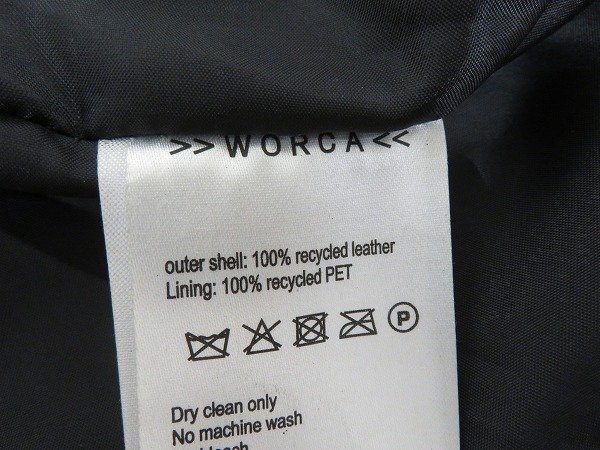 >> WORCA <<
outer shell: 100% recycled leather
Lining: 100% recycled PET
P
Dry clean only
No machine wash